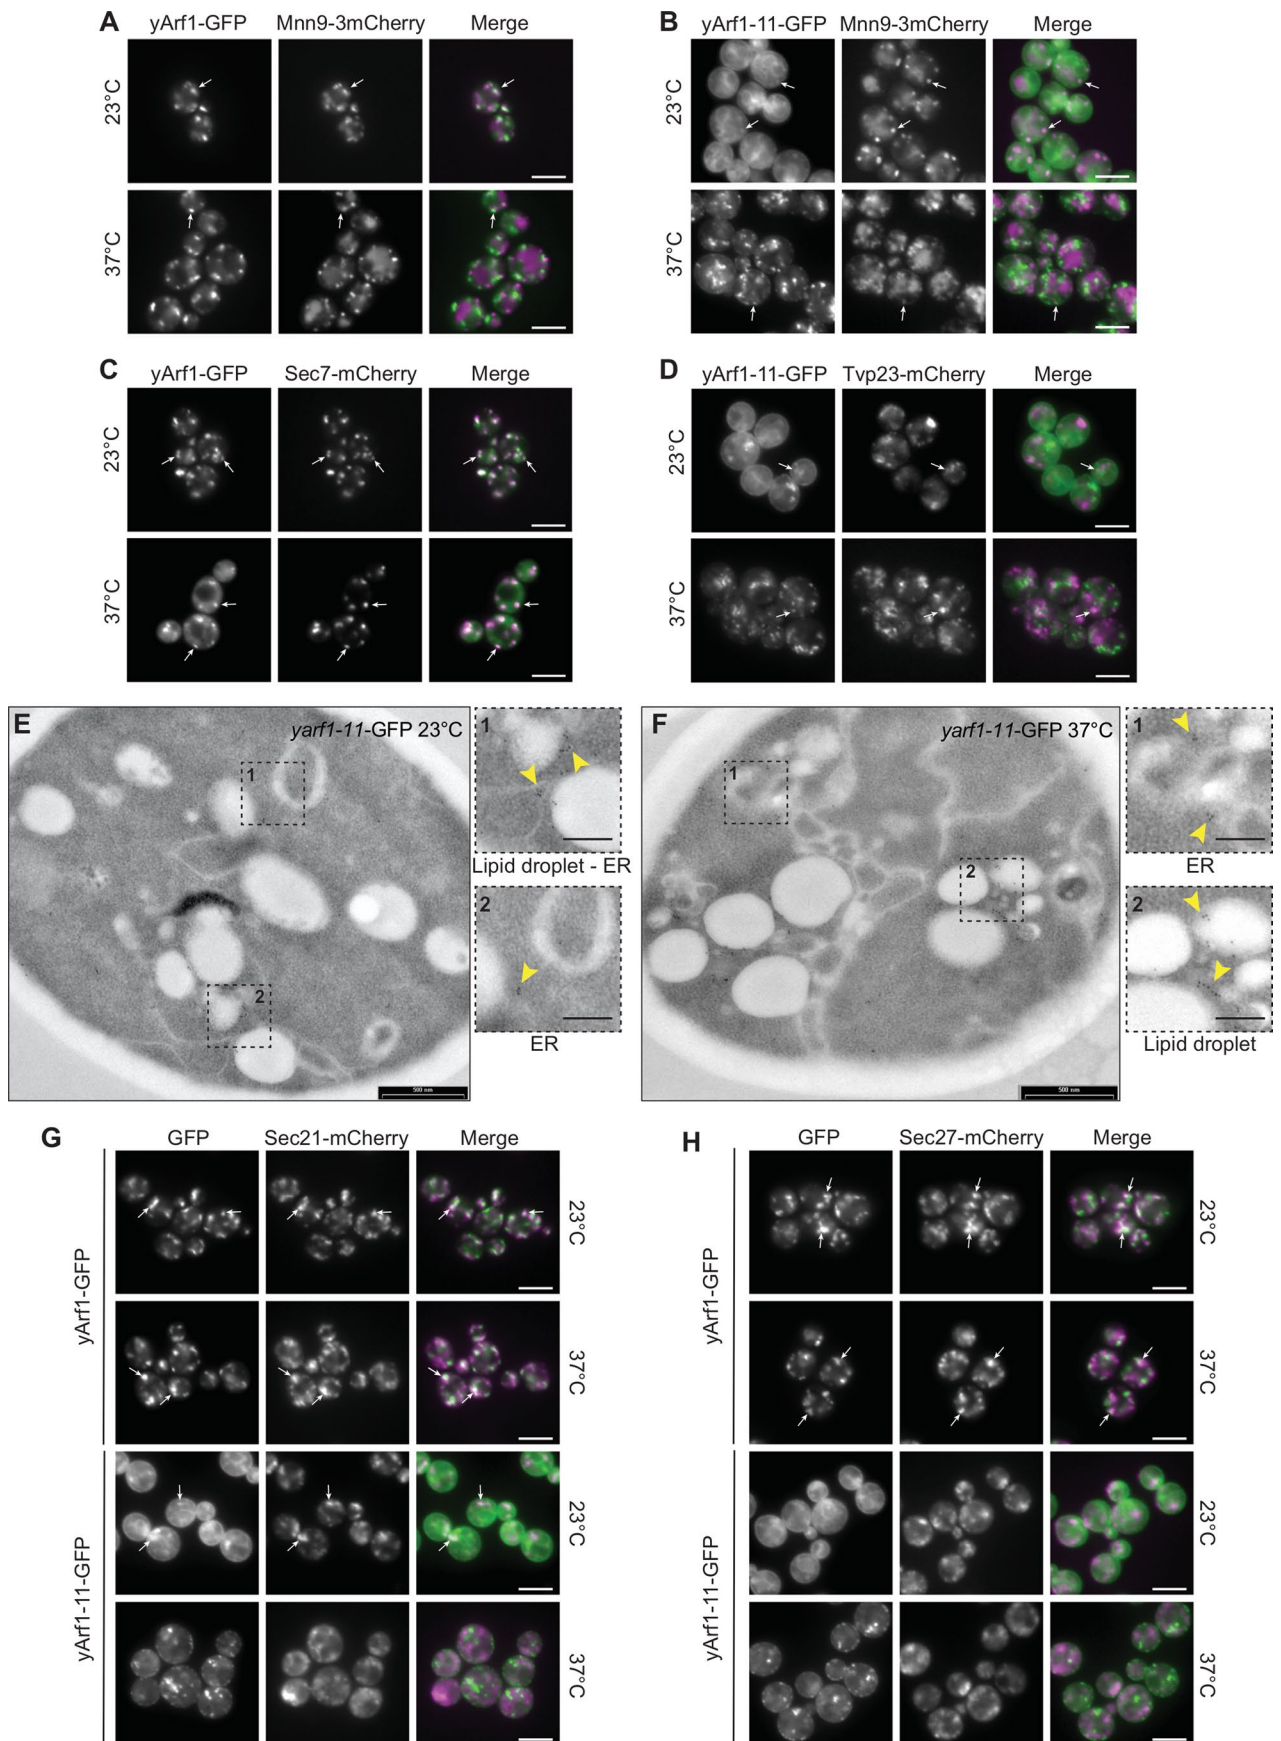 A yArf1-GFP Mnn9-3mCherry Merge
23°C
37°C
B yArf1-11-GFP Mnn9-3mCherry Merge
23°C
37°C
C yArf1-GFP Sec7-mCherry Merge
23°C
37°C
D yArf1-11-GFP Tvp23-mCherry Merge
23°C
37°C
E yarf1-11-GFP 23°C
1
2
500 nm
1
Lipid droplet - ER
2
ER
F yarf1-11-GFP 37°C
1
2
500 nm
1
ER
2
Lipid droplet
G GFP Sec21-mCherry Merge
yArf1-GFP
23°C
37°C
yArf1-11-GFP
23°C
37°C
H GFP Sec27-mCherry Merge
yArf1-GFP
23°C
37°C
yArf1-11-GFP
23°C
37°C